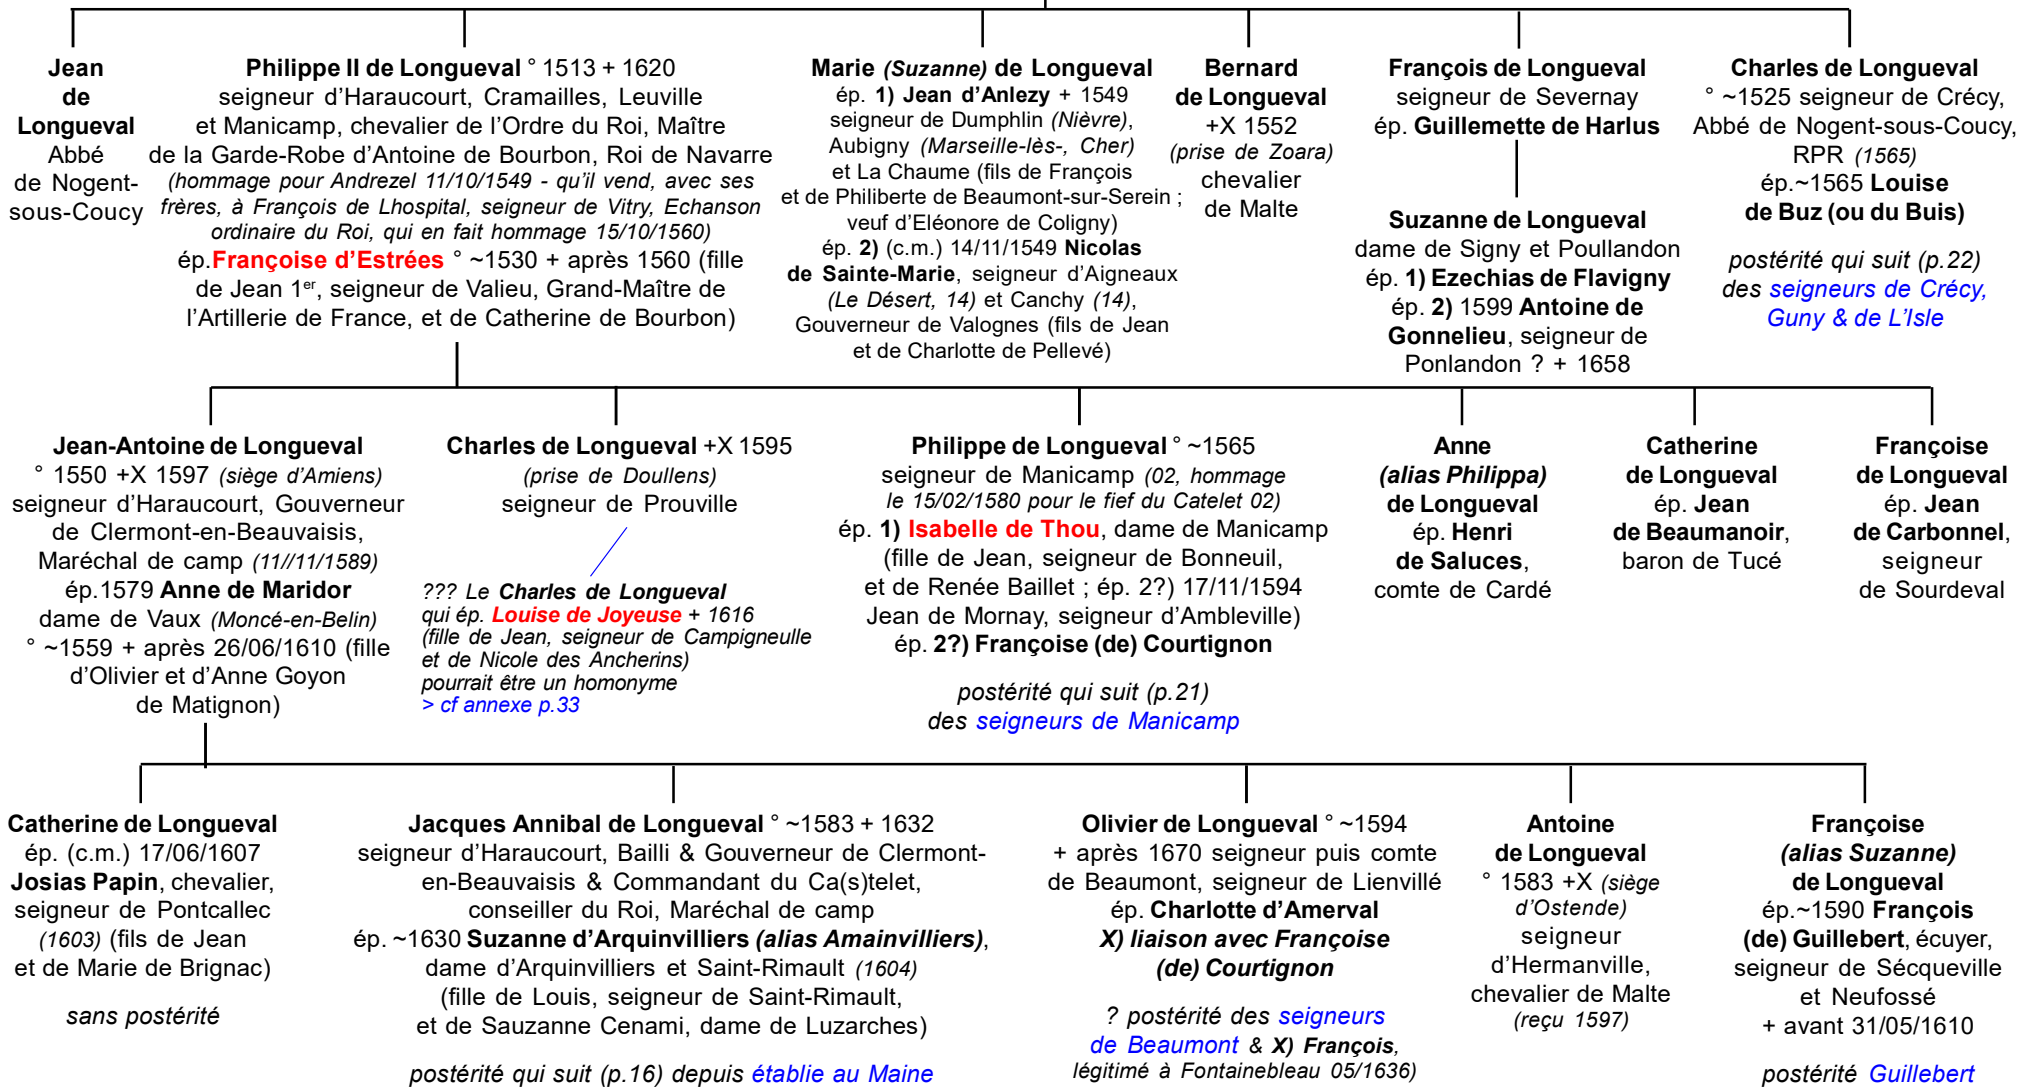 Jean
de
Longueval
Abbé
de Nogent-
sous-Coucy
Philippe II de Longueval ° 1513 + 1620
seigneur d'Haraucourt, Cramailles, Leuville
et Manicamp, chevalier de l'Ordre du Roi, Maître
de la Garde-Robe d'Antoine de Bourbon, Roi de Navarre
(hommage pour Andrezel 11/10/1549 - qu'il vend, avec ses
frères, à François de Lhospital, seigneur de Vitry, Echanson
ordinaire du Roi, qui en fait hommage 15/10/1560)
ép.Françoise d'Estrées ° ~1530 + après 1560 (fille
de Jean 1er, seigneur de Valieu, Grand-Maître de
l'Artillerie de France, et de Catherine de Bourbon)
Marie (Suzanne) de Longueval
ép. 1) Jean d'Anlezy + 1549
seigneur de Dumphlin (Nièvre),
Aubigny (Marseille-lès-, Cher)
et La Chaume (fils de François
et de Philiberte de Beaumont-sur-Serein ;
veuf d'Eléonore de Coligny)
ép. 2) (c.m.) 14/11/1549 Nicolas
de Sainte-Marie, seigneur d'Aigneaux
(Le Désert, 14) et Canchy (14),
Gouverneur de Valognes (fils de Jean
et de Charlotte de Pellevé)
Bernard
de Longueval
+X 1552
(prise de Zoara)
chevalier
de Malte
François de Longueval
seigneur de Severnay
ép. Guillemette de Harlus
Suzanne de Longueval
dame de Signy et Poullandon
ép. 1) Ezechias de Flavigny
ép. 2) 1599 Antoine de
Gonnelieu, seigneur de
Ponlandon ? + 1658
Charles de Longueval
° ~1525 seigneur de Crécy,
Abbé de Nogent-sous-Coucy,
RPR (1565)
ép.~1565 Louise
de Buz (ou du Buis)
postérité qui suit (p.22)
des seigneurs de Crécy,
Guny & de L'Isle
Jean-Antoine de Longueval
° 1550 +X 1597 (siège d'Amiens)
seigneur d'Haraucourt, Gouverneur
de Clermont-en-Beauvaisis,
Maréchal de camp (11//11/1589)
ép.1579 Anne de Maridor
dame de Vaux (Moncé-en-Belin)
° ~1559 + après 26/06/1610 (fille
d'Olivier et d'Anne Goyon
de Matignon)
Charles de Longueval +X 1595
(prise de Doullens)
seigneur de Prouville
??? Le Charles de Longueval
qui ép. Louise de Joyeuse + 1616
(fille de Jean, seigneur de Campigneulle
et de Nicole des Ancherins)
pourrait être un homonyme
> cf annexe p.33
Philippe de Longueval ° ~1565
seigneur de Manicamp (02, hommage
le 15/02/1580 pour le fief du Catelet 02)
ép. 1) Isabelle de Thou, dame de Manicamp
(fille de Jean, seigneur de Bonneuil,
et de Renée Baillet ; ép. 2?) 17/11/1594
Jean de Mornay, seigneur d'Ambleville)
ép. 2?) Françoise (de) Courtignon
postérité qui suit (p.21)
des seigneurs de Manicamp
Anne
(alias Philippa)
de Longueval
ép. Henri
de Saluces,
comte de Cardé
Catherine
de Longueval
ép. Jean
de Beaumanoir,
baron de Tucé
Françoise
de Longueval
ép. Jean
de Carbonnel,
seigneur
de Sourdeval
Catherine de Longueval
ép. (c.m.) 17/06/1607
Josias Papin, chevalier,
seigneur de Pontcallec
(1603) (fils de Jean
et de Marie de Brignac)
sans postérité
Jacques Annibal de Longueval ° ~1583 + 1632
seigneur d'Haraucourt, Bailli & Gouverneur de Clermont-
en-Beauvaisis & Commandant du Ca(s)telet,
conseiller du Roi, Maréchal de camp
ép. ~1630 Suzanne d'Arquinvilliers (alias Amainvilliers),
dame d'Arquinvilliers et Saint-Rimault (1604)
(fille de Louis, seigneur de Saint-Rimault,
et de Sauzanne Cenami, dame de Luzarches)
postérité qui suit (p.16) depuis établie au Maine
Olivier de Longueval ° ~1594
+ après 1670 seigneur puis comte
de Beaumont, seigneur de Lienvillé
ép. Charlotte d'Amerval
X) liaison avec Françoise
(de) Courtignon
? postérité des seigneurs
de Beaumont & X) François,
légitimé à Fontainebleau 05/1636)
Antoine
de Longueval
° 1583 +X (siège
d'Ostende)
seigneur
d'Hermanville,
chevalier de Malte
(reçu 1597)
Françoise
(alias Suzanne)
de Longueval
ép.~1590 François
(de) Guillebert, écuyer,
seigneur de Sécqueville
et Neufossé
+ avant 31/05/1610
postérité Guillebert